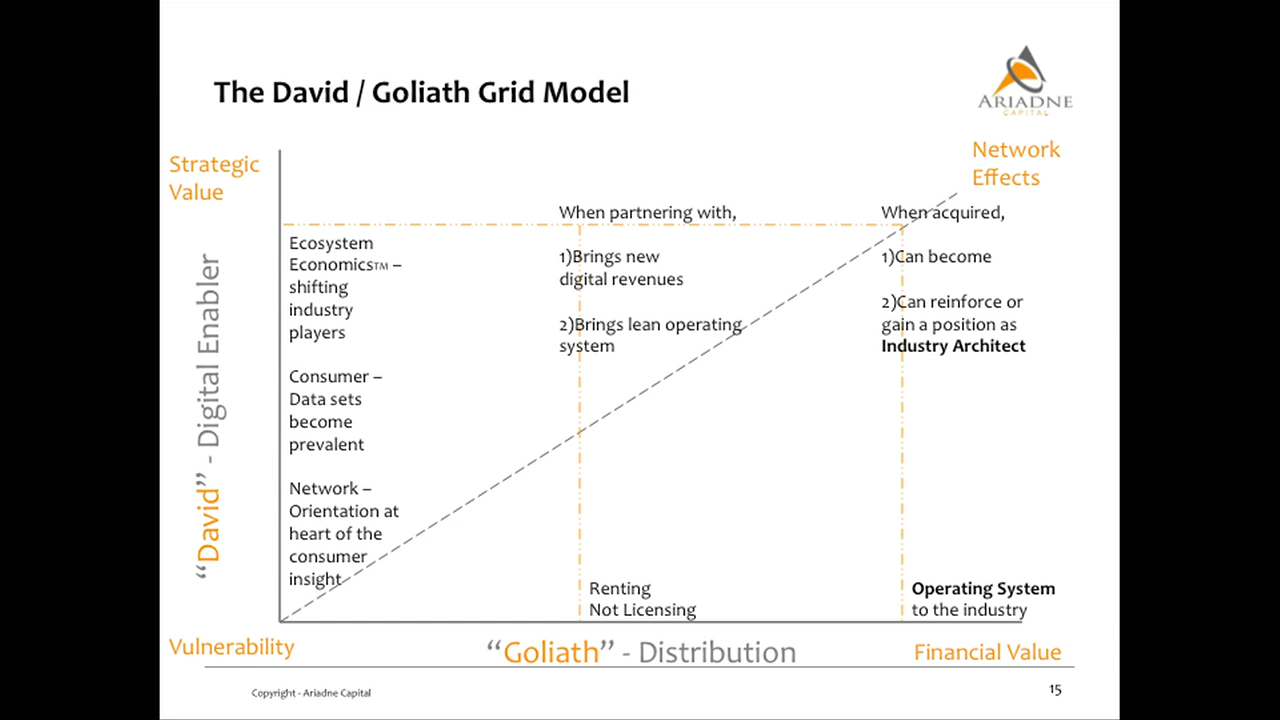 The David / Goliath Grid Model
ARIADNE
CAPITAL
Strategic
Value
Network
Effects
When partnering with,
When acquired,
Ecosystem
Economics™ –
shifting
industry
players
1)Brings new
digital revenues
1)Can become
2)Brings lean operating
system
2)Can reinforce or
gain a position as
Industry Architect
Consumer –
Data sets
become
prevalent
Network –
Orientation at
heart of the
consumer
insight
"David" - Digital Enabler
Renting
Not Licensing
Operating System
to the industry
Vulnerability
“Goliath” - Distribution
Financial Value
Copyright - Ariadne Capital
15